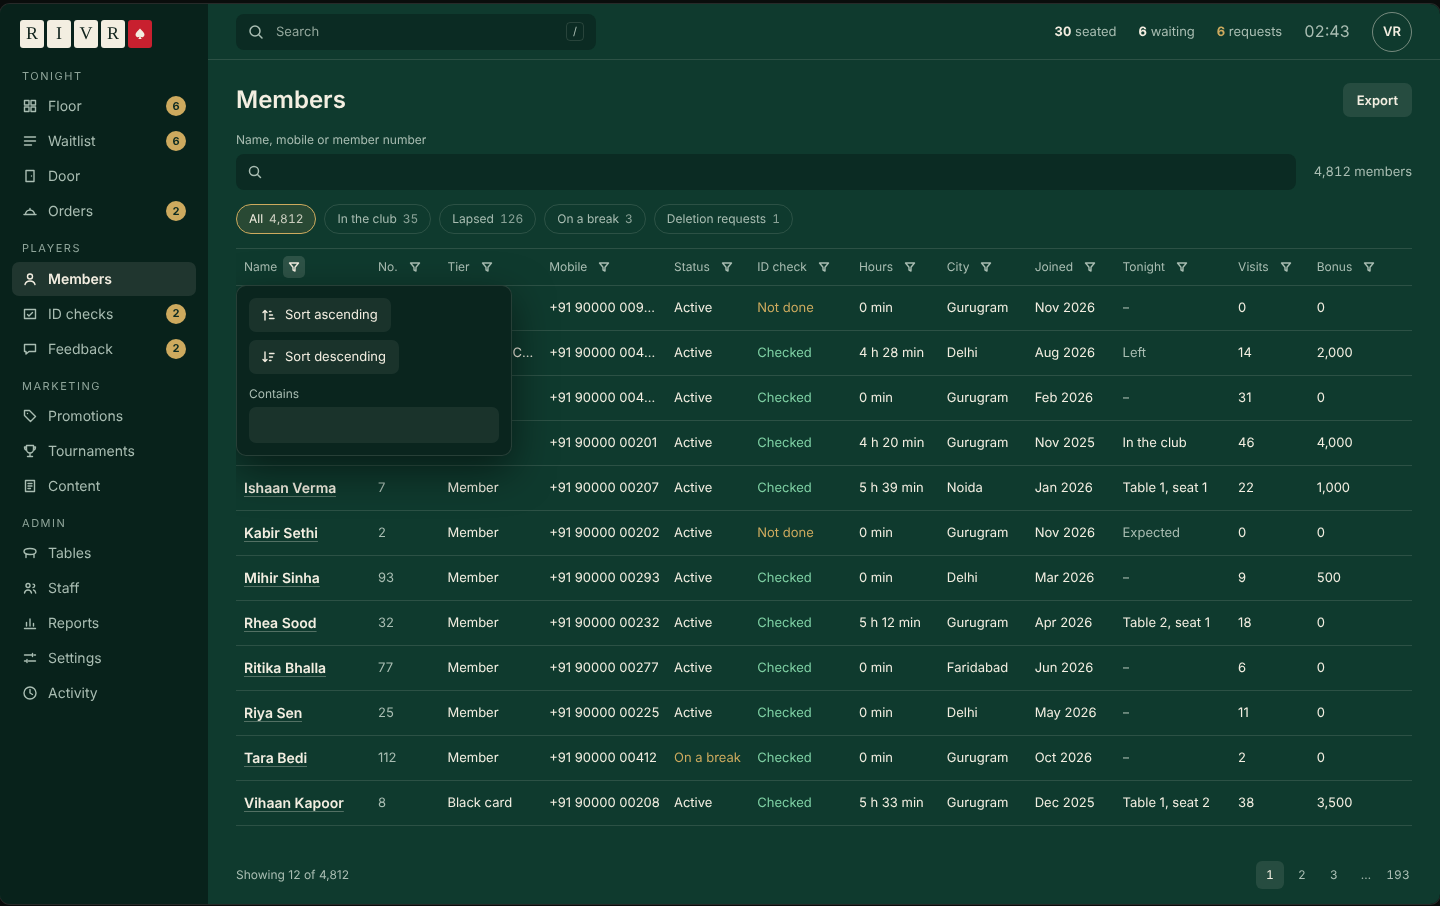 RIVR
Search /
30 seated 6 waiting 6 requests 02:43 VR
TONIGHT
Floor 6
Waitlist 6
Door
Orders 2
PLAYERS
Members
ID checks 2
Feedback 2
MARKETING
Promotions
Tournaments
Content
ADMIN
Tables
Staff
Reports
Settings
Activity
Members
Export
Name, mobile or member number
4,812 members
All 4,812 In the club 35 Lapsed 126 On a break 3 Deletion requests 1
Name No. Tier Mobile Status ID check Hours City Joined Tonight Visits Bonus
Sort ascending
Sort descending
Contains
+91 90000 009... Active Not done 0 min Gurugram Nov 2026 – 0 0
C... +91 90000 004... Active Checked 4 h 28 min Delhi Aug 2026 Left 14 2,000
+91 90000 004... Active Checked 0 min Gurugram Feb 2026 – 31 0
+91 90000 00201 Active Checked 4 h 20 min Gurugram Nov 2025 In the club 46 4,000
Ishaan Verma 7 Member +91 90000 00207 Active Checked 5 h 39 min Noida Jan 2026 Table 1, seat 1 22 1,000
Kabir Sethi 2 Member +91 90000 00202 Active Not done 0 min Gurugram Nov 2026 Expected 0 0
Mihir Sinha 93 Member +91 90000 00293 Active Checked 0 min Delhi Mar 2026 – 9 500
Rhea Sood 32 Member +91 90000 00232 Active Checked 5 h 12 min Gurugram Apr 2026 Table 2, seat 1 18 0
Ritika Bhalla 77 Member +91 90000 00277 Active Checked 0 min Faridabad Jun 2026 – 6 0
Riya Sen 25 Member +91 90000 00225 Active Checked 0 min Delhi May 2026 – 11 0
Tara Bedi 112 Member +91 90000 00412 On a break Checked 0 min Gurugram Oct 2026 – 2 0
Vihaan Kapoor 8 Black card +91 90000 00208 Active Checked 5 h 33 min Gurugram Dec 2025 Table 1, seat 2 38 3,500
Showing 12 of 4,812
1 2 3 ... 193